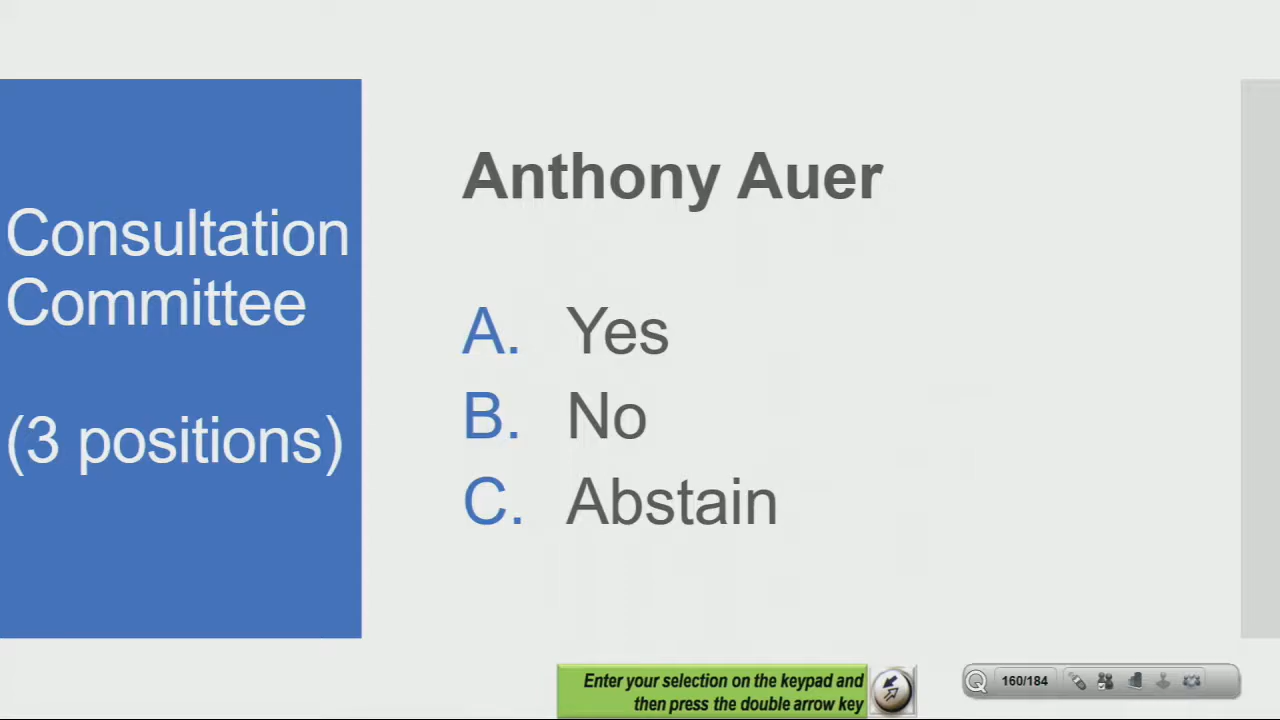 Consultation
Committee
(3 positions)
Anthony Auer
A. Yes
B. No
C. Abstain
Enter your selection on the keypad and
then press the double arrow key
160/184